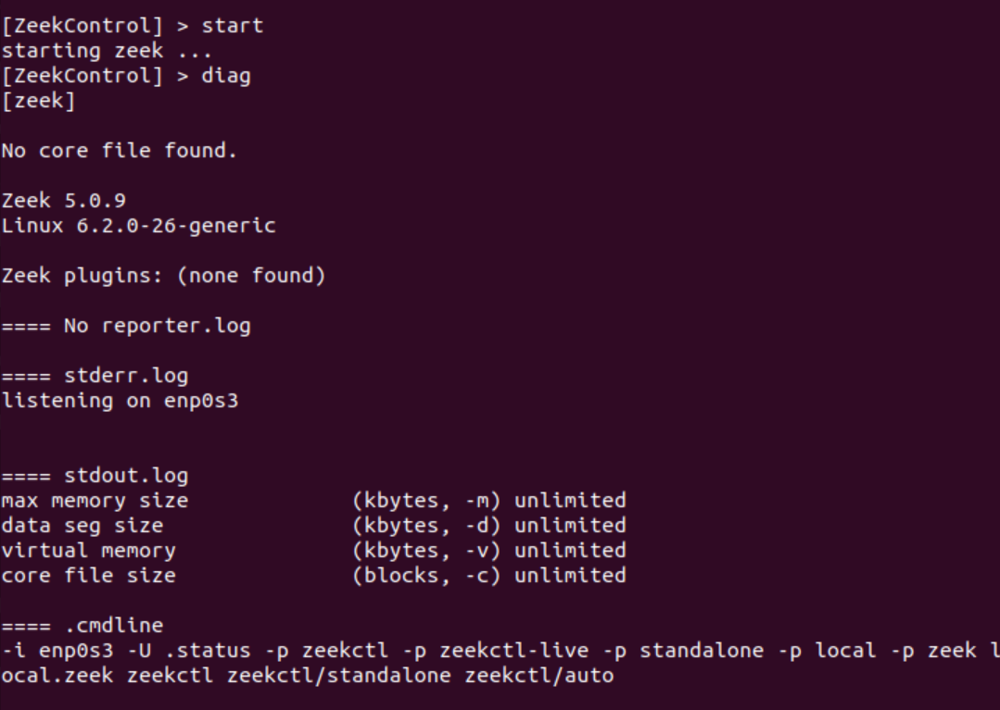 [ZeekControl] > start
starting zeek ...
[ZeekControl] > diag
[zeek]
No core file found.
Zeek 5.0.9
Linux 6.2.0-26-generic
Zeek plugins: (none found)
==== No reporter.log
==== stderr.log
listening on enp0s3
==== stdout.log
max memory size             (kbytes, -m) unlimited
data seg size               (kbytes, -d) unlimited
virtual memory              (kbytes, -v) unlimited
core file size              (blocks, -c) unlimited
==== .cmdline
-i enp0s3 -U .status -p zeekctl -p zeekctl-live -p standalone -p local -p zeek l
ocal.zeek zeekctl zeekctl/standalone zeekctl/auto